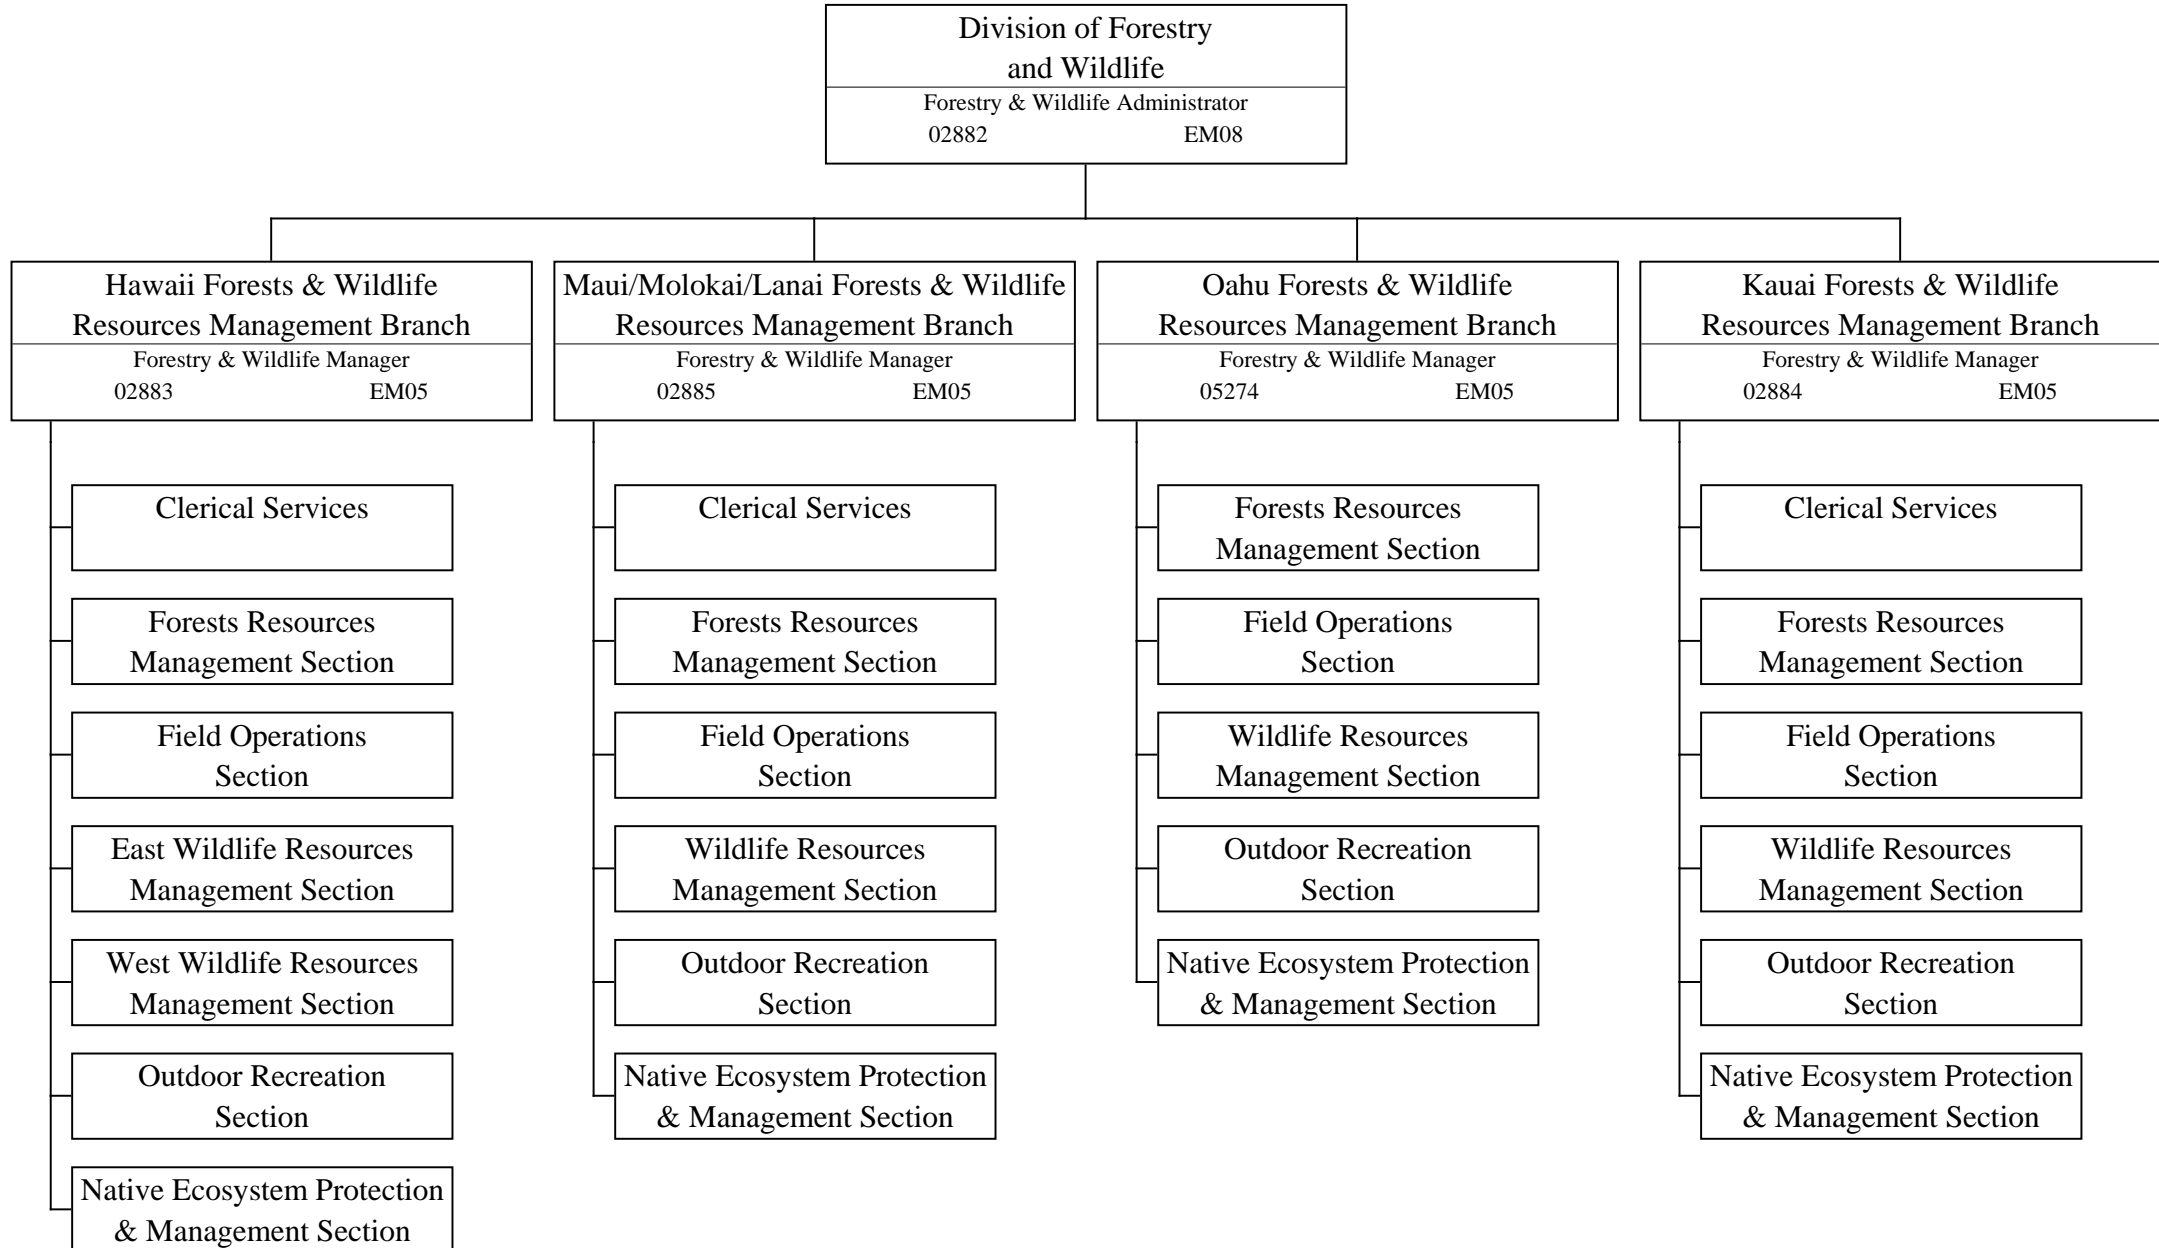 Division of Forestry
and Wildlife
Forestry & Wildlife Administrator
02882 EM08
Hawaii Forests & Wildlife
Resources Management Branch
Forestry & Wildlife Manager
02883 EM05
Clerical Services
Forests Resources
Management Section
Field Operations
Section
East Wildlife Resources
Management Section
West Wildlife Resources
Management Section
Outdoor Recreation
Section
Native Ecosystem Protection
& Management Section
Maui/Molokai/Lanai Forests & Wildlife
Resources Management Branch
Forestry & Wildlife Manager
02885 EM05
Clerical Services
Forests Resources
Management Section
Field Operations
Section
Wildlife Resources
Management Section
Outdoor Recreation
Section
Native Ecosystem Protection
& Management Section
Oahu Forests & Wildlife
Resources Management Branch
Forestry & Wildlife Manager
05274 EM05
Forests Resources
Management Section
Field Operations
Section
Wildlife Resources
Management Section
Outdoor Recreation
Section
Native Ecosystem Protection
& Management Section
Kauai Forests & Wildlife
Resources Management Branch
Forestry & Wildlife Manager
02884 EM05
Clerical Services
Forests Resources
Management Section
Field Operations
Section
Wildlife Resources
Management Section
Outdoor Recreation
Section
Native Ecosystem Protection
& Management Section